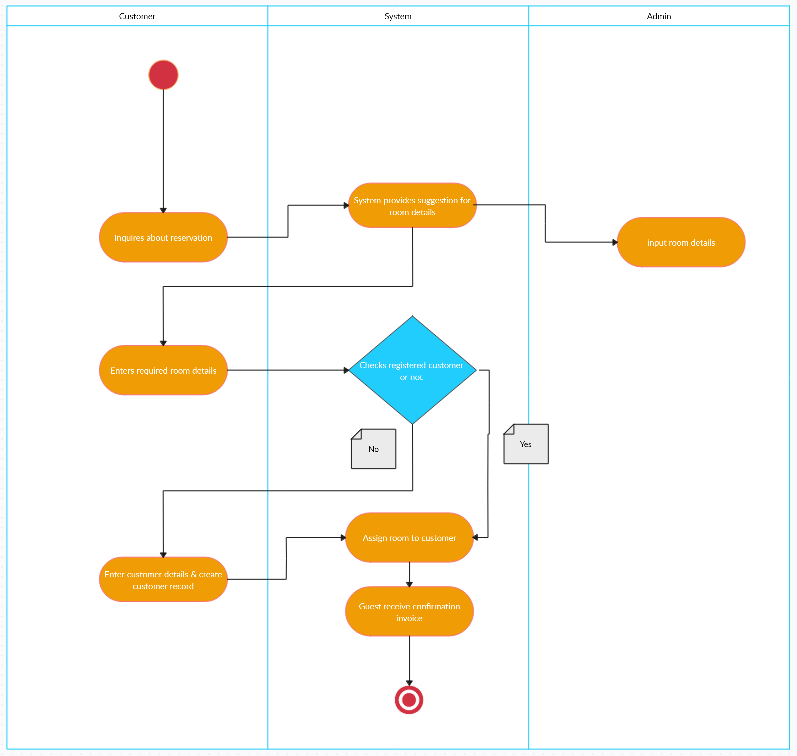 Customer
System
Admin
Inquires about reservation
System provides suggestion for
room details
input room details
Enters required room details
Checks registered customer
or not.
No
Yes
Assign room to customer
Enter customer details & create
customer record
Guest receive confirmation
invoice